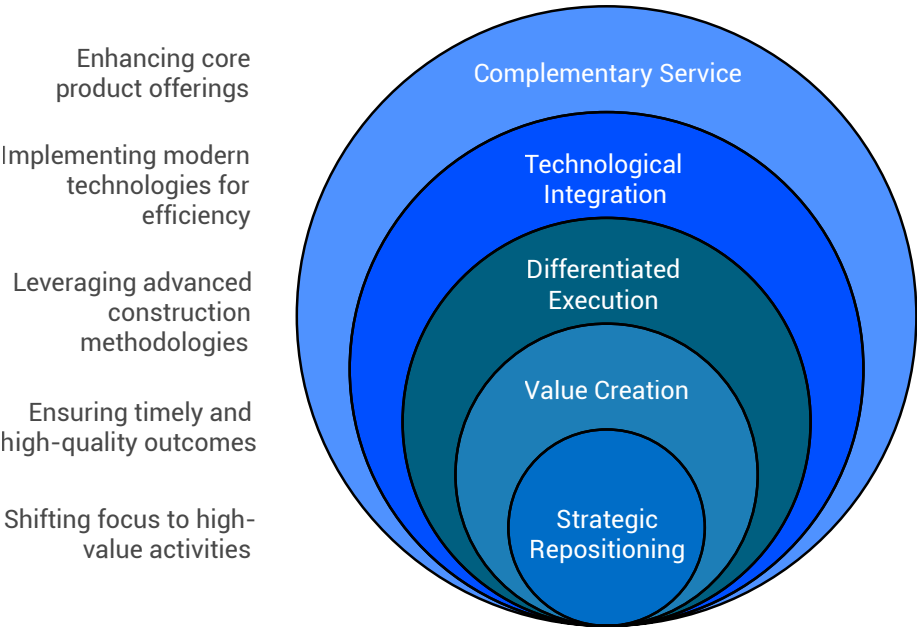 Enhancing core
product offerings
Complementary Service
Implementing modern
technologies for
efficiency
Technological
Integration
Leveraging advanced
construction
methodologies
Differentiated
Execution
Ensuring timely and
high-quality outcomes
Value Creation
Shifting focus to high-
value activities
Strategic
Repositioning